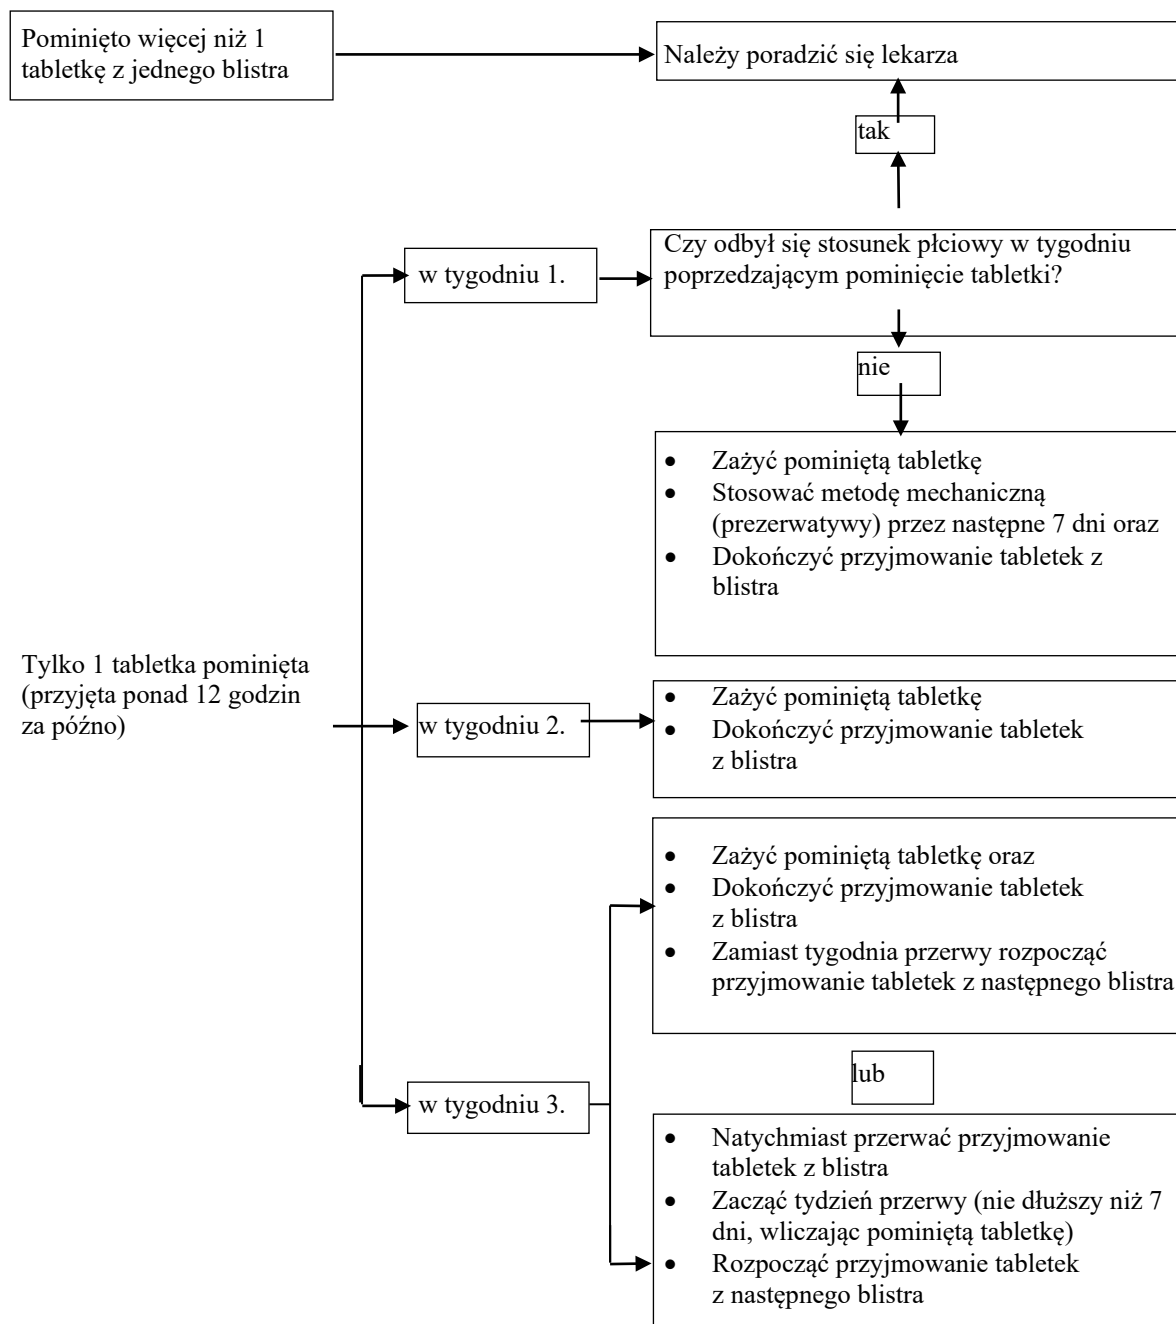 Pominięto więcej niż 1
tabletkę z jednego blistra
Należy poradzić się lekarza
tak
w tygodniu 1.
Czy odbył się stosunek płciowy w tygodniu
poprzedzającym pominięcie tabletki?
nie
• Zażyć pominiętą tabletkę
• Stosować metodę mechaniczną
(prezerwatywy) przez następne 7 dni oraz
• Dokończyć przyjmowanie tabletek z
blistra
Tylko 1 tabletka pominięta
(przyjęta ponad 12 godzin
za późno)
w tygodniu 2.
• Zażyć pominiętą tabletkę
• Dokończyć przyjmowanie tabletek
z blistra
• Zażyć pominiętą tabletkę oraz
• Dokończyć przyjmowanie tabletek
z blistra
• Zamiast tygodnia przerwy rozpocząć
przyjmowanie tabletek z następnego blistra
lub
w tygodniu 3.
• Natychmiast przerwać przyjmowanie
tabletek z blistra
• Zacząć tydzień przerwy (nie dłuższy niż 7
dni, wliczając pominiętą tabletkę)
• Rozpocząć przyjmowanie tabletek
z następnego blistra